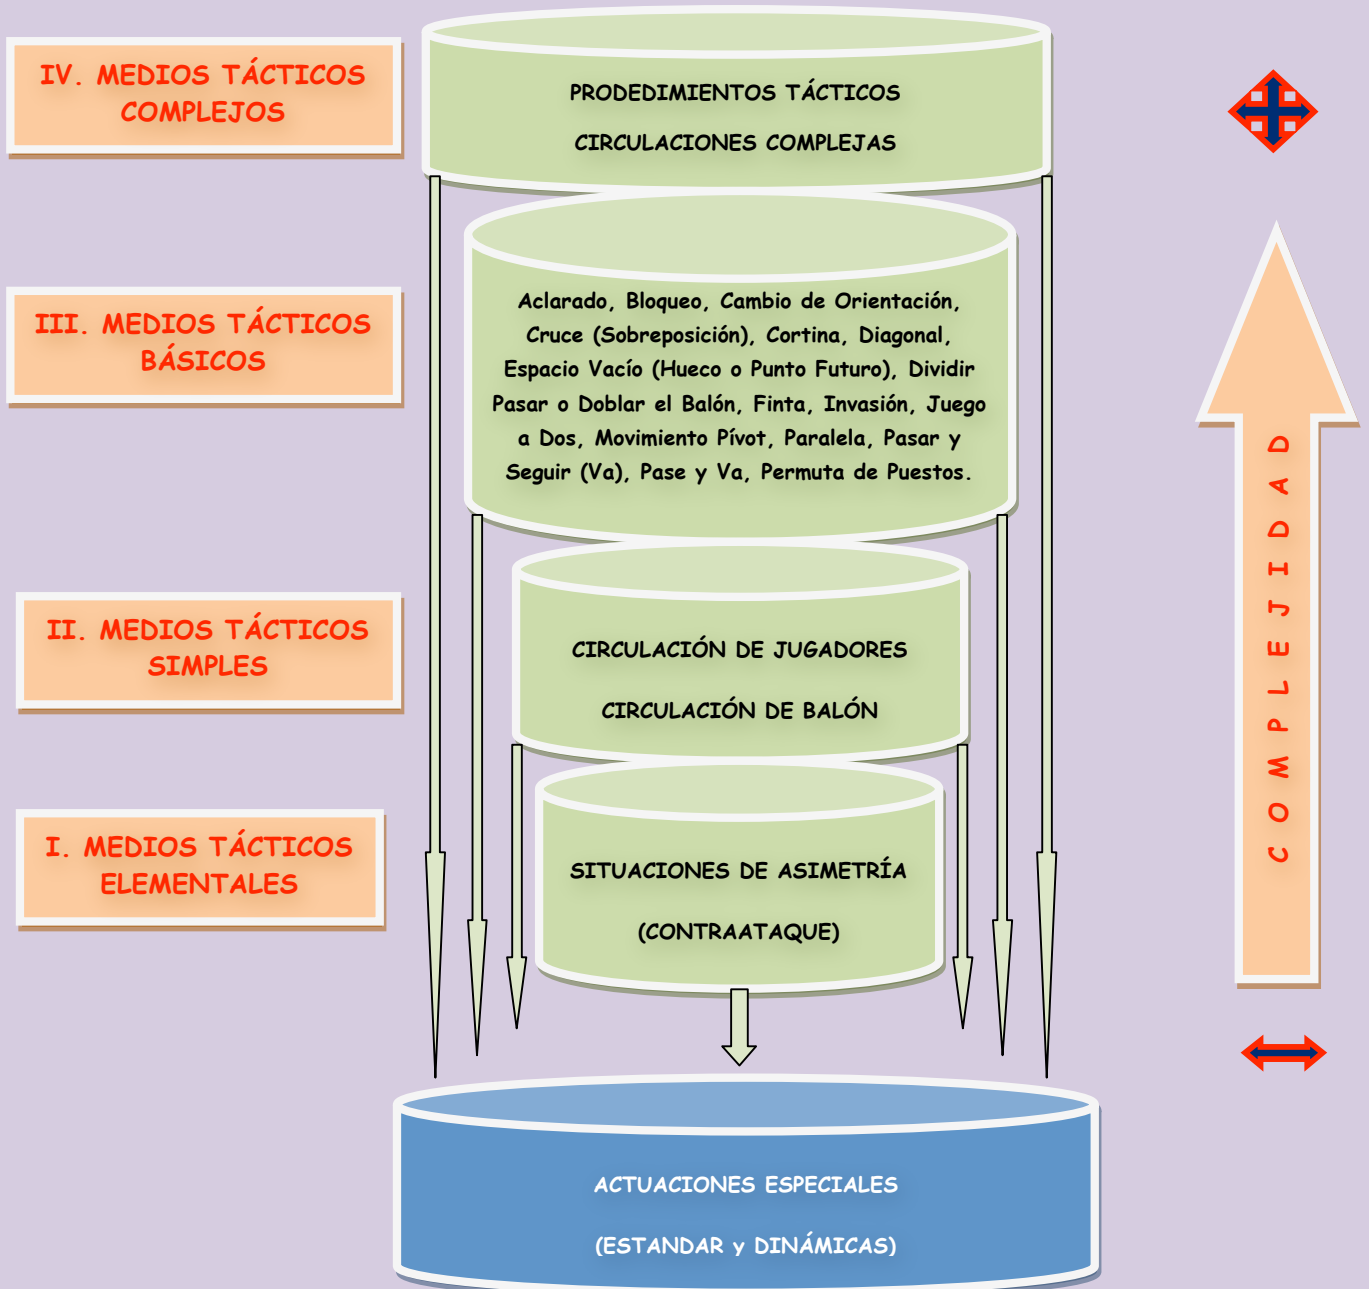 IV. MEDIOS TÁCTICOS
COMPLEJOS
PRODEDIMIENTOS TÁCTICOS
CIRCULACIONES COMPLEJAS
III. MEDIOS TÁCTICOS
BÁSICOS
Aclarado, Bloqueo, Cambio de Orientación,
Cruce (Sobreposición), Cortina, Diagonal,
Espacio Vacío (Hueco o Punto Futuro), Dividir
Pasar o Doblar el Balón, Finta, Invasión, Juego
a Dos, Movimiento Pívot, Paralela, Pasar y
Seguir (Va), Pase y Va, Permuta de Puestos.
II. MEDIOS TÁCTICOS
SIMPLES
CIRCULACIÓN DE JUGADORES
CIRCULACIÓN DE BALÓN
I. MEDIOS TÁCTICOS
ELEMENTALES
SITUACIONES DE ASIMETRÍA
(CONTRAATAQUE)
COMPLEJIDAD
ACTUACIONES ESPECIALES
(ESTANDAR y DINÁMICAS)